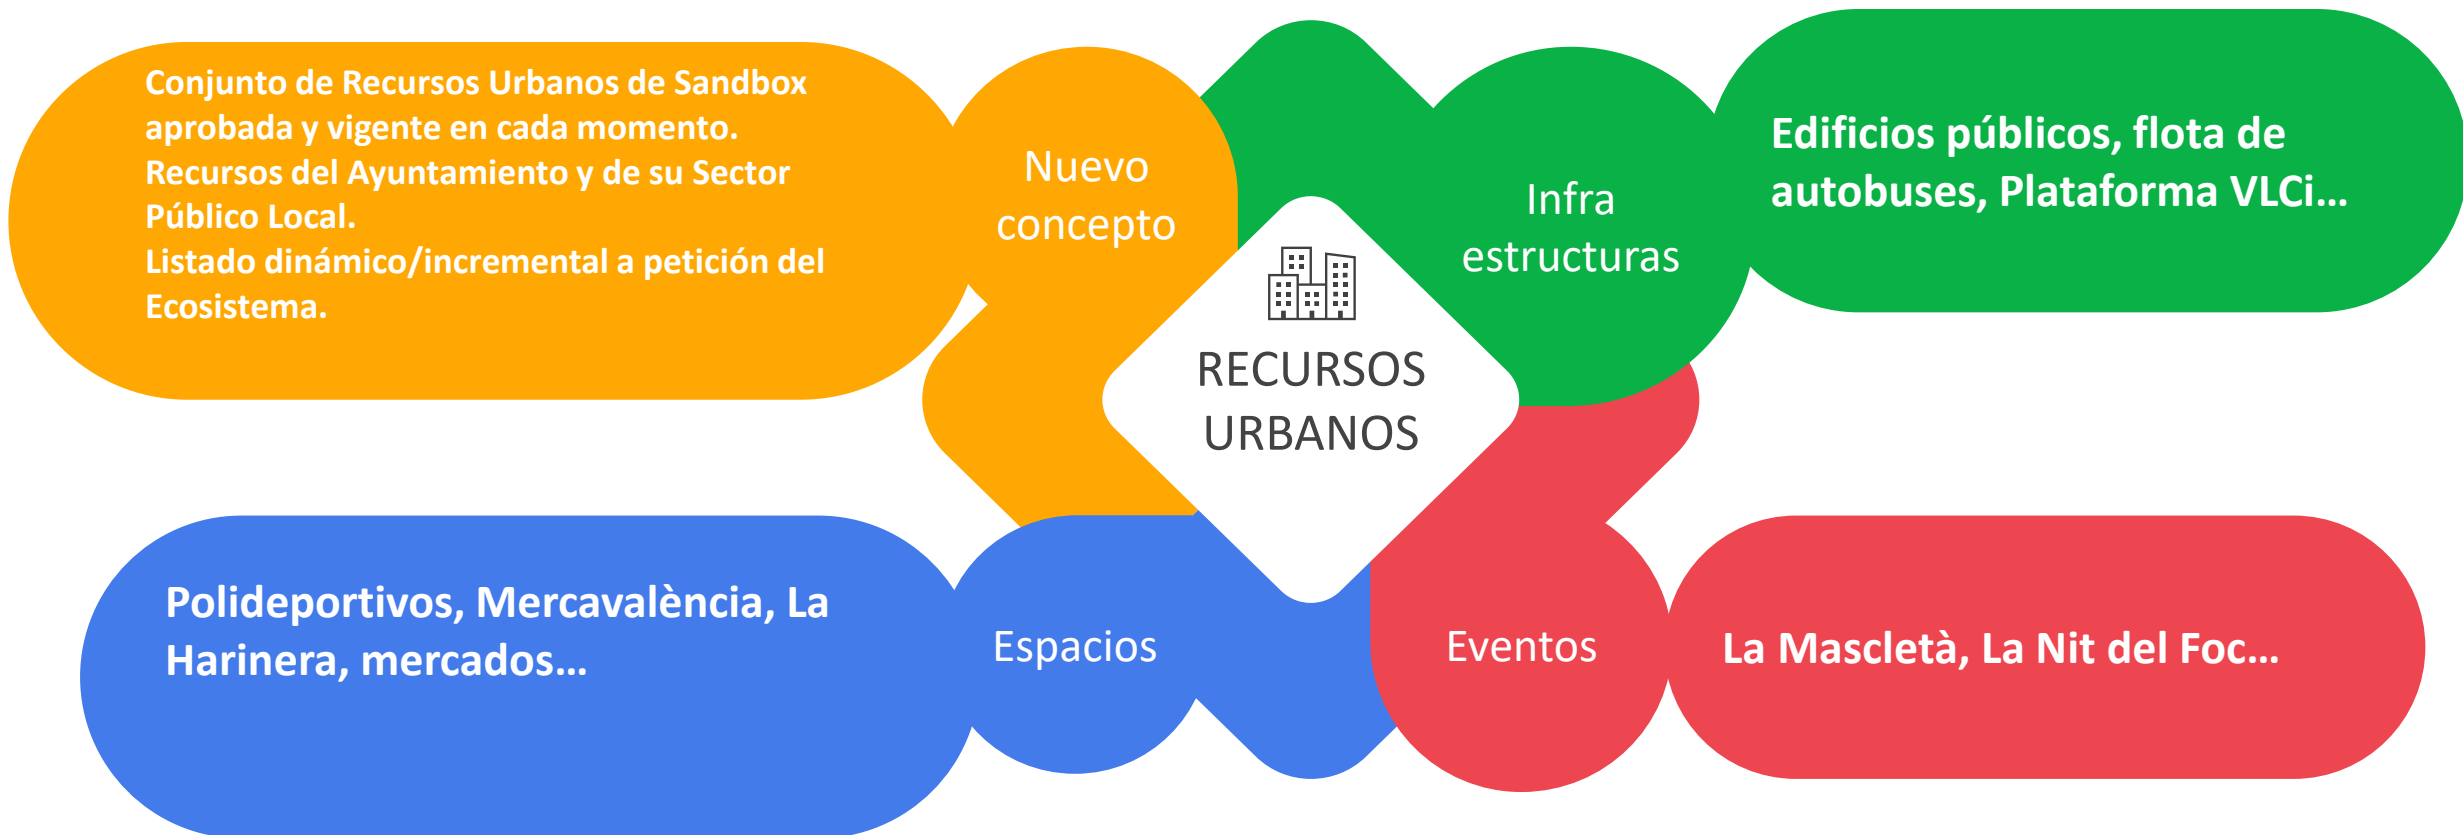 Conjunto de Recursos Urbanos de Sandbox
aprobada y vigente en cada momento.
Recursos del Ayuntamiento y de su Sector
Público Local.
Listado dinámico/incremental a petición del
Ecosistema.
Nuevo
concepto
Infra
estructuras
Edificios públicos, flota de
autobuses, Plataforma VLCi...
RECURSOS
URBANOS
Polideportivos, Mercavalència, La
Harinera, mercados...
Espacios
Eventos
La Mascletà, La Nit del Foc...